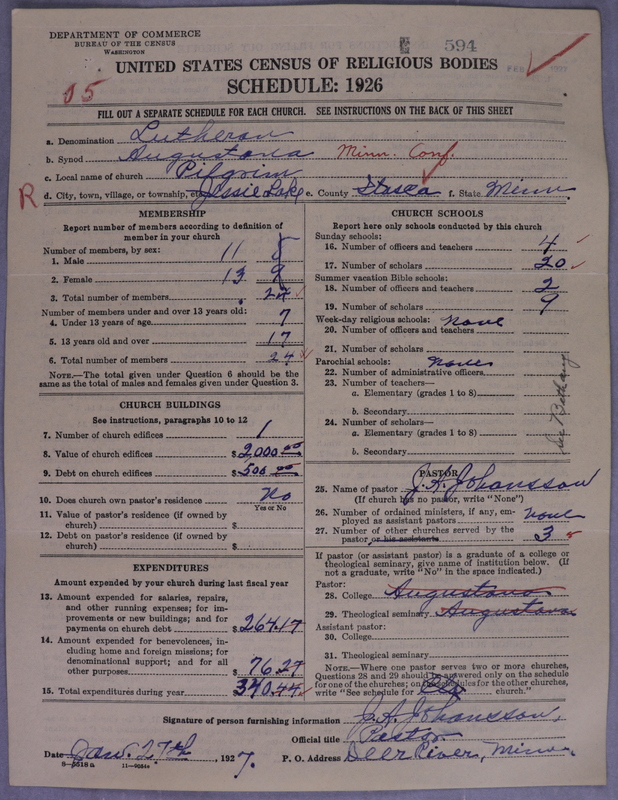 DEPARTMENT OF COMMERCE
BUREAU OF THE CENSUS
WASHINGTON
594
UNITED STATES CENSUS OF RELIGIOUS BODIES
SCHEDULE: 1926
FILL OUT A SEPARATE SCHEDULE FOR EACH CHURCH. SEE INSTRUCTIONS ON THE BACK OF THIS SHEET
a. Denomination Lutheran
b. Synod Augustana Minn. Conf.
c. Local name of church Pilgrim
R d. City, town, village, or township, etc. Jessie Lake e. County Itasca f. State Minn.
MEMBERSHIP
Report number of members according to definition of member in your church
Number of members, by sex:
1. Male 11 8
2. Female 13 9
3. Total number of members
Number of members under and over 13 years old:
4. Under 13 years of age 7
5. 13 years old and over 17
6. Total number of members 24
NOTE.—The total given under Question 6 should be
same as the total of males and females given under Question 3.
CHURCH BUILDINGS
See instructions, paragraphs 10 to 12
7. Number of church edifices 1
8. Value of church edifices $2000.00
9. Debt on church edifices $500.00
10. Does church own pastor's residence No
Yes or No
11. Value of pastor's residence (if owned by
church) $
12. Debt on pastor's residence (if owned by
church) $
EXPENDITURES
Amount expended by your church during last fiscal year
13. Amount expended for salaries, repairs,
and other running expenses; for im-
provements or new buildings; and for
payments on church debt $264.17
14. Amount expended for benevolences, in-
cluding home and foreign missions; for
denominational support; and for all
other purposes 76.27
15. Total expenditures during year 340.44
CHURCH SCHOOLS
Report here only schools conducted by this church
Sunday schools:
16. Number of officers and teachers 4
17. Number of scholars 20
Summer vacation Bible schools:
18. Number of officers and teachers 2
19. Number of scholars 9
Week-day religious schools: none
20. Number of officers and teachers
21. Number of scholars
Parochial schools: none
22. Number of administrative officers
23. Number of teachers—
a. Elementary (grades 1 to 8)
b. Secondary
24. Number of scholars—
a. Elementary (grades 1 to 8)
b. Secondary
See Bethany
PASTOR
25. Name of pastor J. A. Johansson
(If church has no pastor, write "None")
26. Number of ordained ministers, if any, em-
ployed as assistant pastors none
27. Number of other churches served by the
pastor or his assistants 3
If pastor (or assistant pastor) is a graduate of a college or
theological seminary, give name of institution below. (If
not a graduate, write "No" in the space indicated.)
Pastor:
28. College Augustana
29. Theological seminary Augustana
Assistant pastor:
30. College
31. Theological seminary
NOTE.—Where one pastor serves two or more churches,
Questions 28 and 29 should be answered only on the schedule
for one of the churches; on the schedules for the other churches,
write "See schedule for church."
Signature of person furnishing information J. A. Johansson,
Official title Pastor
Date Jan. 27th, 1927. P. O. Address Deer River, Minn.
8—5518a 11—9054